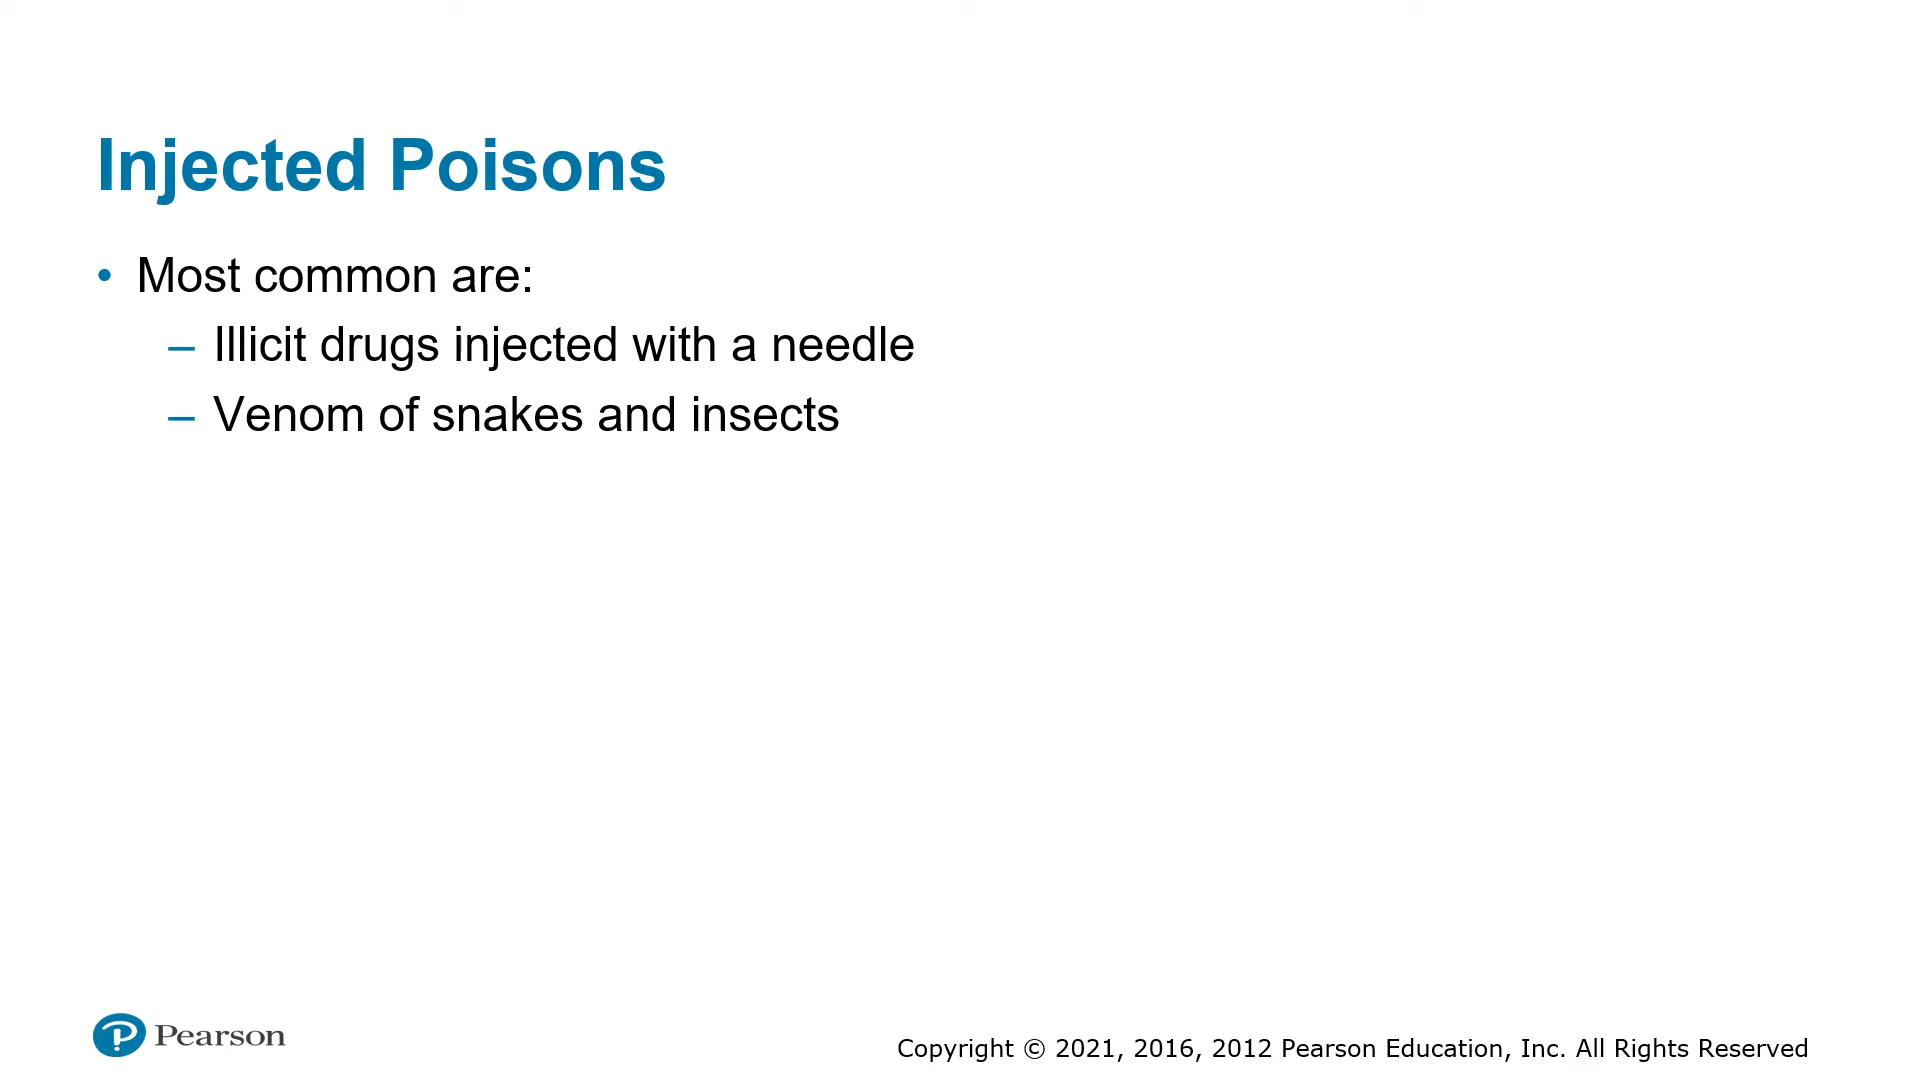 Injected Poisons
• Most common are:
– Illicit drugs injected with a needle
– Venom of snakes and insects
Pearson
Copyright © 2021, 2016, 2012 Pearson Education, Inc. All Rights Reserved